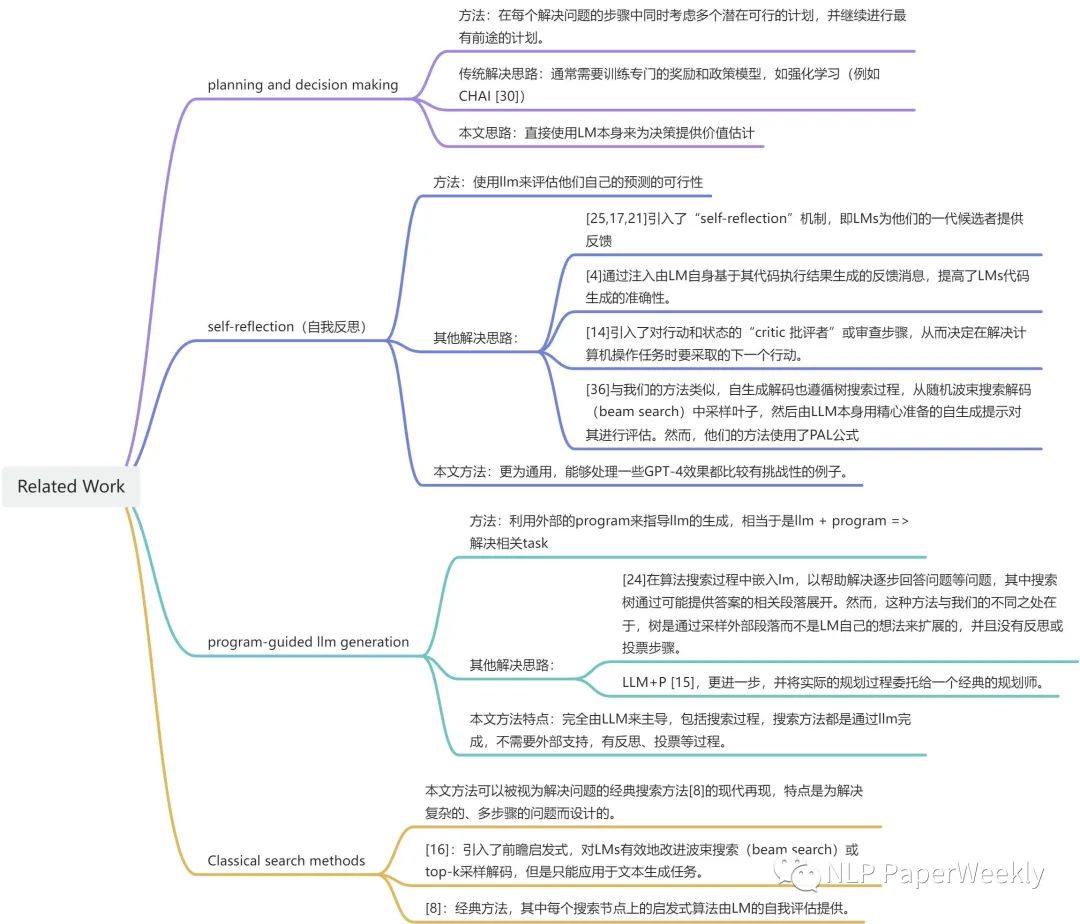 Related Work
planning and decision making
方法：在每个解决问题的步骤中同时考虑多个潜在可行的计划，并继续进行最
有前途的计划。
传统解决思路：通常需要训练专门的奖励和政策模型，如强化学习（例如
CHAI [30]）
本文思路：直接使用LM本身来为决策提供价值估计
self-reflection（自我反思）
方法：使用llm来评估他们自己的预测的可行性
其他解决思路：
[25,17,21]引入了“self-reflection”机制，即LMs为他们的一代候选者提供
反馈
[4]通过注入由LM自身基于其代码执行结果生成的反馈消息，提高了LMs代码
生成的准确性。
[14]引入了对行动和状态的“critic 批评者”或审查步骤，从而决定在解决计
算机操作任务时要采取的下一个行动。
[36]与我们的方法类似，自生成解码也遵循树搜索过程，从随机波束搜索解码
（beam search）中采样叶子，然后由LLM本身用精心准备的自生成提示对
其进行评估。然而，他们的方法使用了PAL公式
本文方法：更为通用，能够处理一些GPT-4效果都比较有挑战性的例子。
program-guided llm generation
方法：利用外部的program来指导llm的生成，相当于是llm + program =>
解决相关task
其他解决思路：
[24]在算法搜索过程中嵌入lm，以帮助解决逐步回答问题等问题，其中搜索
树通过可能提供答案的相关段落展开。然而，这种方法与我们的不同之处在
于，树是通过采样外部段落而不是LM自己的想法来扩展的，并且没有反思或
投票步骤。
LLM+P [15]，更进一步，并将实际的规划过程委托给一个经典的规划师。
本文方法特点：完全由LLM来主导，包括搜索过程，搜索方法都是通过llm完
成，不需要外部支持，有反思、投票等过程。
Classical search methods
本文方法可以被视为解决问题的经典搜索方法[8]的现代再现，特点是为解决
复杂的、多步骤的问题而设计的。
[16]：引入了前瞻启发式，对LMs有效地改进波束搜索（beam search）或
top-k采样解码，但是只能应用于文本生成任务。
[8]：经典方法，其中每个搜索节点上的启发式算法由LM的自我评估提供。
NLP PaperWeekly